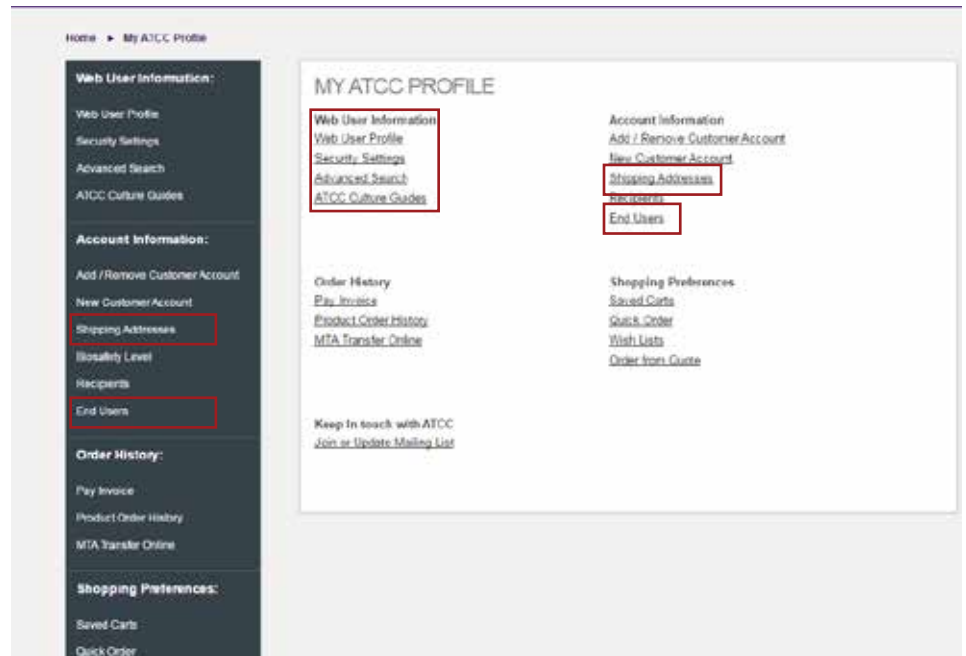 Home ► My ATCC Profile
Web User Information:
Web User Profile
Security Settings
Advanced Search
ATCC Culture Guides
Account Information:
Add / Remove Customer Account
New Customer Account
Shipping Addresses
Biosafety Level
Recipients
End Users
Order History:
Pay Invoice
Product Order History
MTA Transfer Online
Shopping Preferences:
Saved Carts
Quick Order
MY ATCC PROFILE
Web User Information
Web User Profile
Security Settings
Advanced Search
ATCC Culture Guides
Account Information
Add / Remove Customer Account
New Customer Account
Shipping Addresses
Recipients
End Users
Order History
Pay Invoice
Product Order History
MTA Transfer Online
Shopping Preferences
Saved Carts
Quick Order
Wish Lists
Order from Quote
Keep In touch with ATCC
Join or Update Mailing List